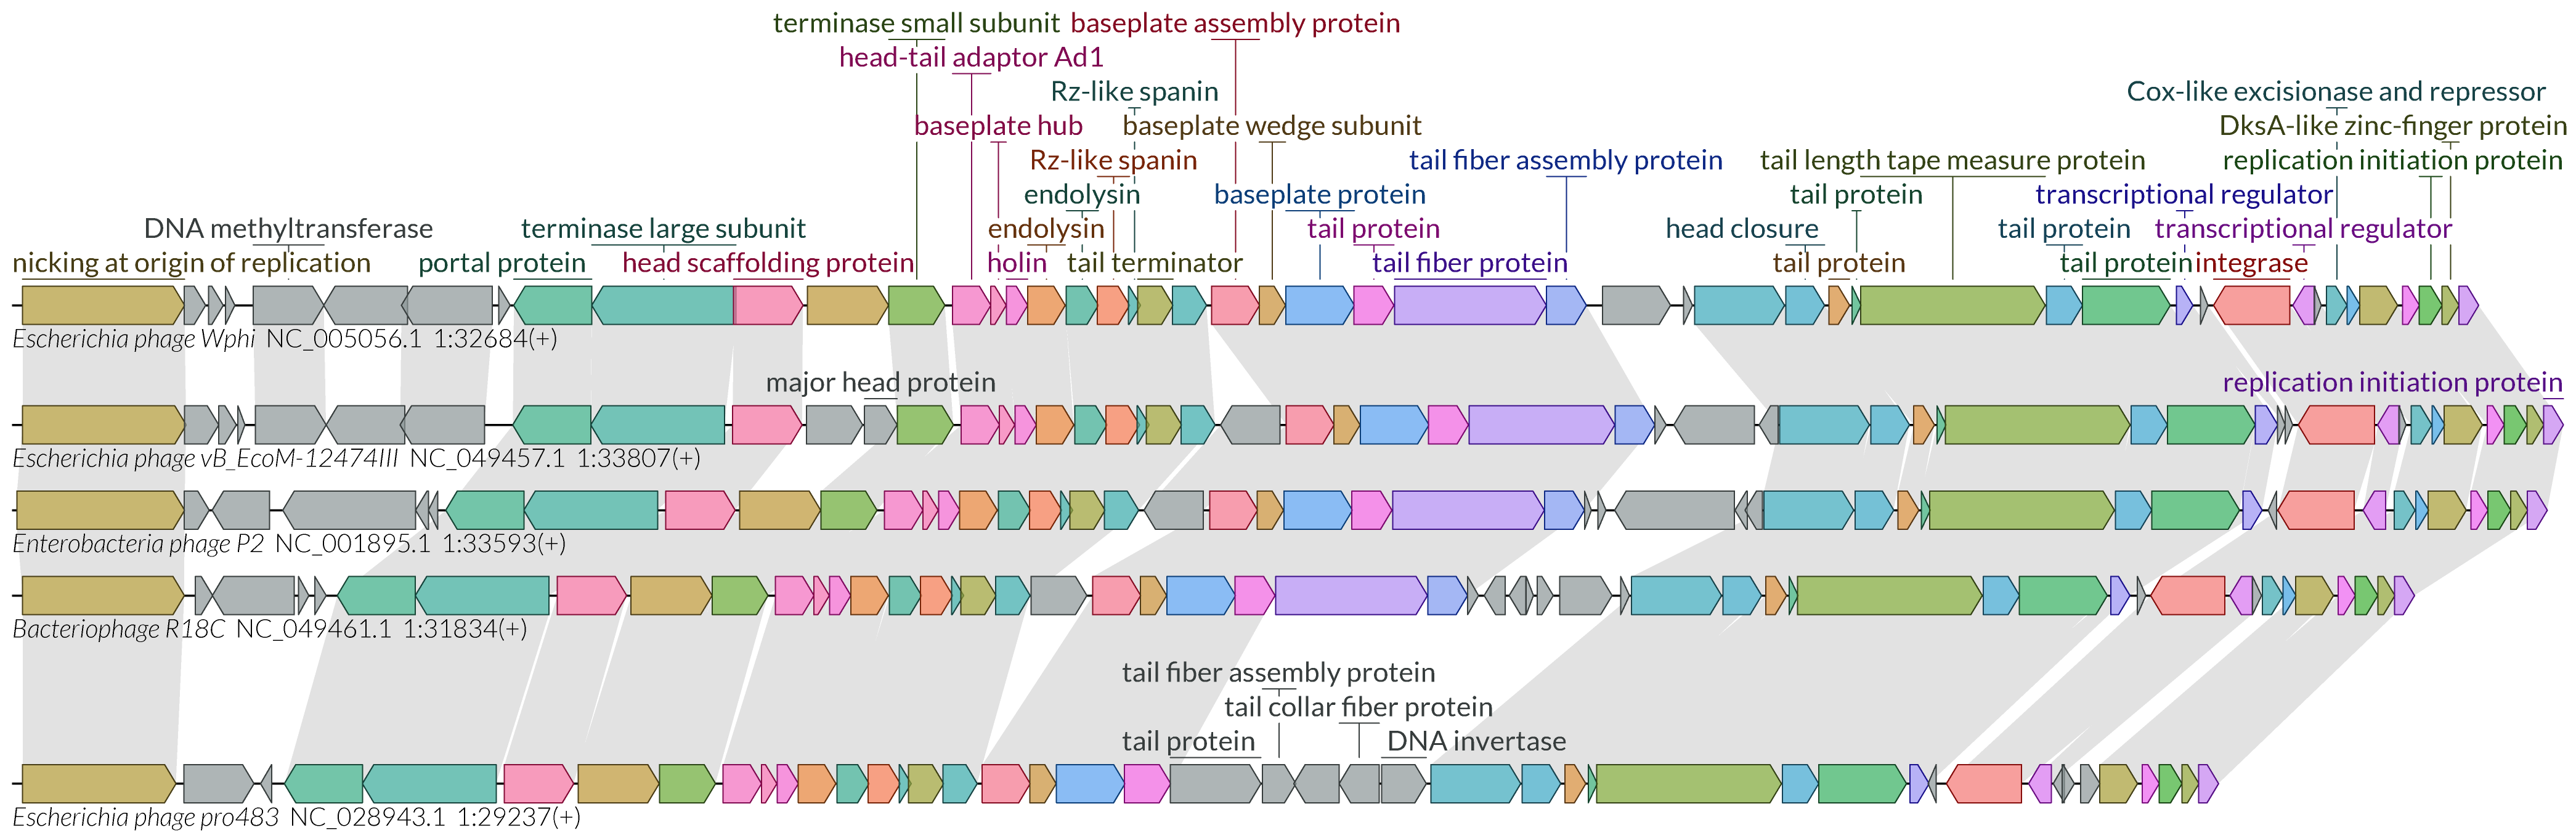 terminase small subunit baseplate assembly protein
head-tail adaptor Ad1
Rz-like spanin Cox-like excisionase and repressor
baseplate hub baseplate wedge subunit DksA-like zinc-finger protein
Rz-like spanin tail fiber assembly protein tail length tape measure protein replication initiation protein
endolysin baseplate protein tail protein transcriptional regulator
DNA methyltransferase terminase large subunit endolysin tail protein head closure tail protein transcriptional regulator
nicking at origin of replication portal protein head scaffolding protein holin tail terminator tail fiber protein tail protein tail protein integrase
Escherichia phage Wphi NC_005056.1 1:32684(+)
major head protein replication initiation protein
Escherichia phage vB_EcoM-12474III NC_049457.1 1:33807(+)
Enterobacteria phage P2 NC_001895.1 1:33593(+)
Bacteriophage R18C NC_049461.1 1:31834(+)
tail fiber assembly protein
tail collar fiber protein
tail protein DNA invertase
Escherichia phage pro483 NC_028943.1 1:29237(+)